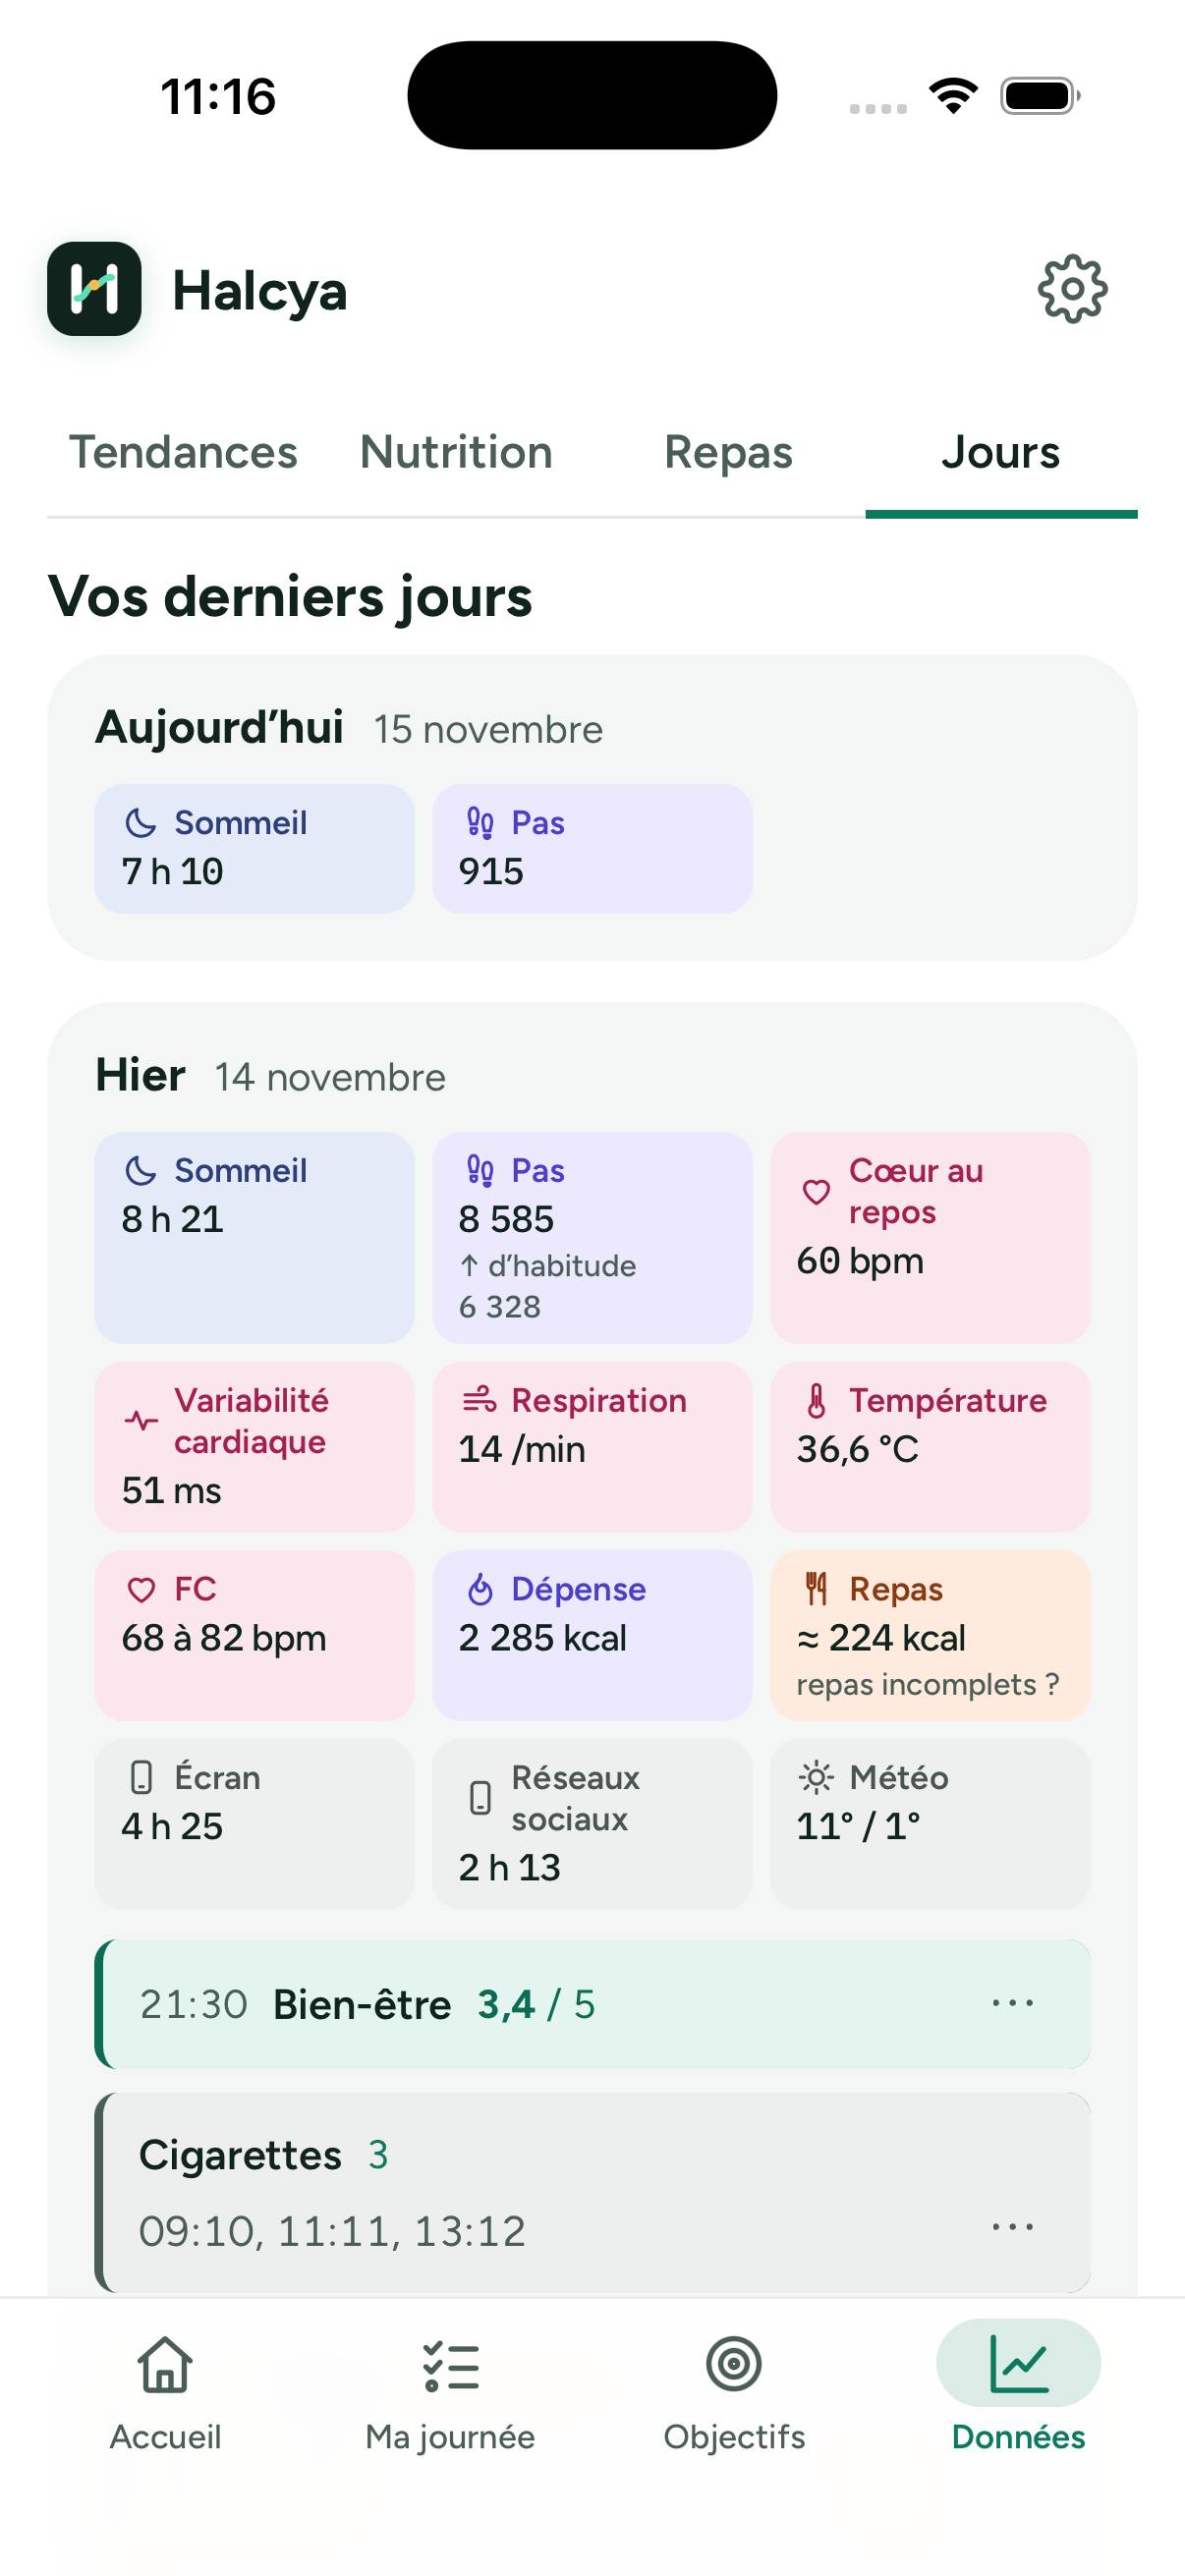 11:16
Halcya
Tendances Nutrition Repas Jours
Vos derniers jours
Aujourd’hui 15 novembre
Sommeil
7 h 10
Pas
915
Hier 14 novembre
Sommeil
8 h 21
Pas
8 585
↑ d’habitude
6 328
Cœur au
repos
60 bpm
Variabilité
cardiaque
51 ms
Respiration
14 /min
Température
36,6 °C
FC
68 à 82 bpm
Dépense
2 285 kcal
Repas
≈ 224 kcal
repas incomplets ?
Écran
4 h 25
Réseaux
sociaux
2 h 13
Météo
11° / 1°
21:30 Bien-être 3,4 / 5
Cigarettes 3
09:10, 11:11, 13:12
Accueil Ma journée Objectifs Données